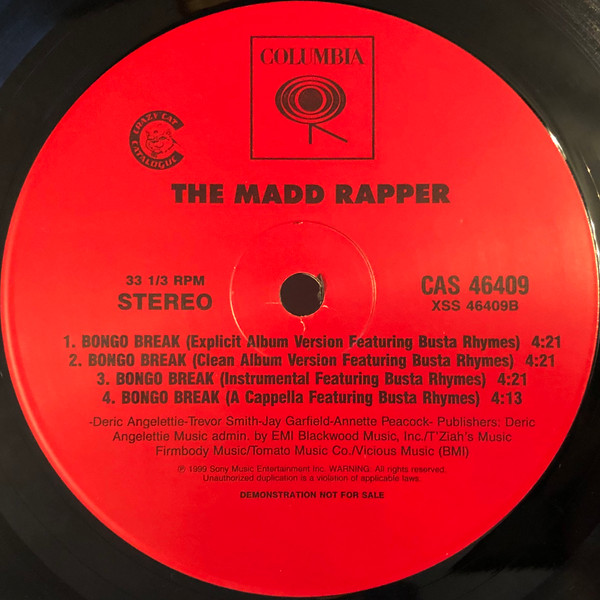 COLUMBIA
CRAZY CAT
CATALOGUE
THE MADD RAPPER
33 1/3 RPM
STEREO
CAS 46409
XSS 46409B
1. BONGO BREAK (Explicit Album Version Featuring Busta Rhymes) 4:21
2. BONGO BREAK (Clean Album Version Featuring Busta Rhymes) 4:21
3. BONGO BREAK (Instrumental Featuring Busta Rhymes) 4:21
4. BONGO BREAK (A Cappella Featuring Busta Rhymes) 4:13
-Deric Angelettie-Trevor Smith-Jay Garfield-Annette Peacock- Publishers; Deric
Angelettie Music admin. by EMI Blackwood Music, Inc./T'Ziah's Music
Firmbody Music/Tomato Music Co./Vicious Music (BMI)
℗ 1999 Sony Music Entertainment Inc. WARNING: All rights reserved.
Unauthorized duplication is a violation of applicable laws.
DEMONSTRATION NOT FOR SALE